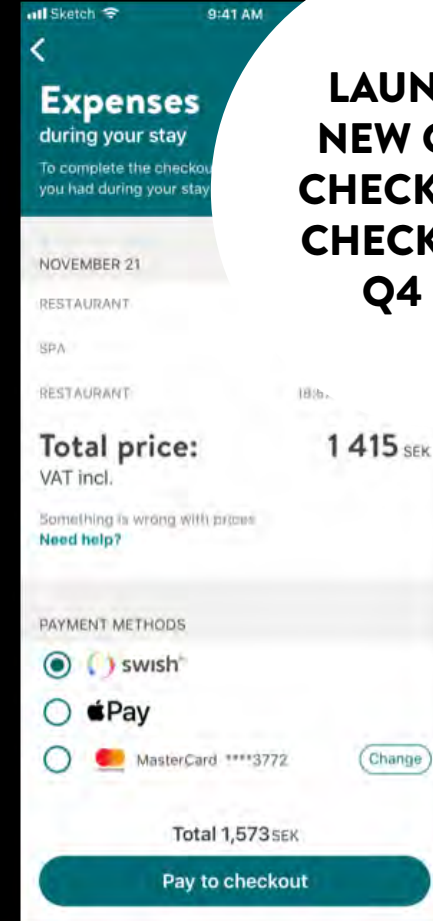 Sketch 9:41 AM
Expenses
during your stay
To complete the
you had during your stay
LAUN
NEW
CHECK
CHECK
Q4
NOVEMBER 21
RESTAURANT
SPA
RESTAURANT
Total price: 1 415 SEK
VAT incl.
Something is wrong with prices
Need help?
PAYMENT METHODS
swish
Pay
MasterCard ****3772 Change
Total 1,573 SEK
Pay to checkout